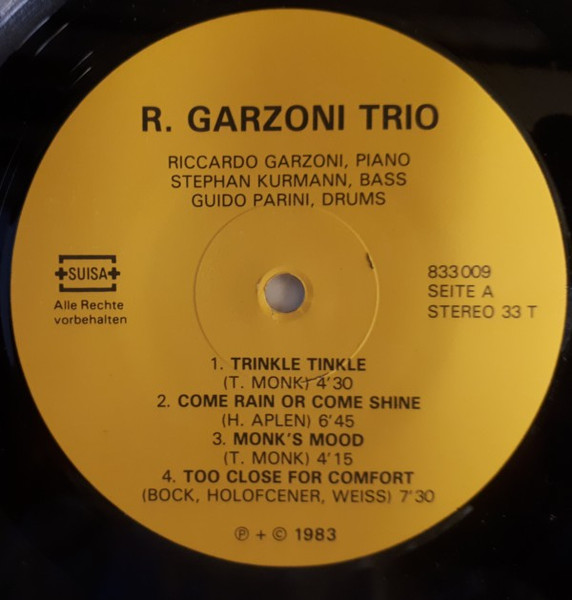 R. GARZONI TRIO
RICCARDO GARZONI, PIANO
STEPHAN KURMANN, BASS
GUIDO PARINI, DRUMS
+SUISA+
Alle Rechte
vorbehalten
833 009
SEITE A
STEREO 33 T
1. TRINKLE TINKLE
(T. MONK) 4'30
2. COME RAIN OR COME SHINE
(H. APLEN) 6'45
3. MONK'S MOOD
(T. MONK) 4'15
4. TOO CLOSE FOR COMFORT
(BOCK, HOLOFCENER, WEISS) 7'30
℗ + © 1983